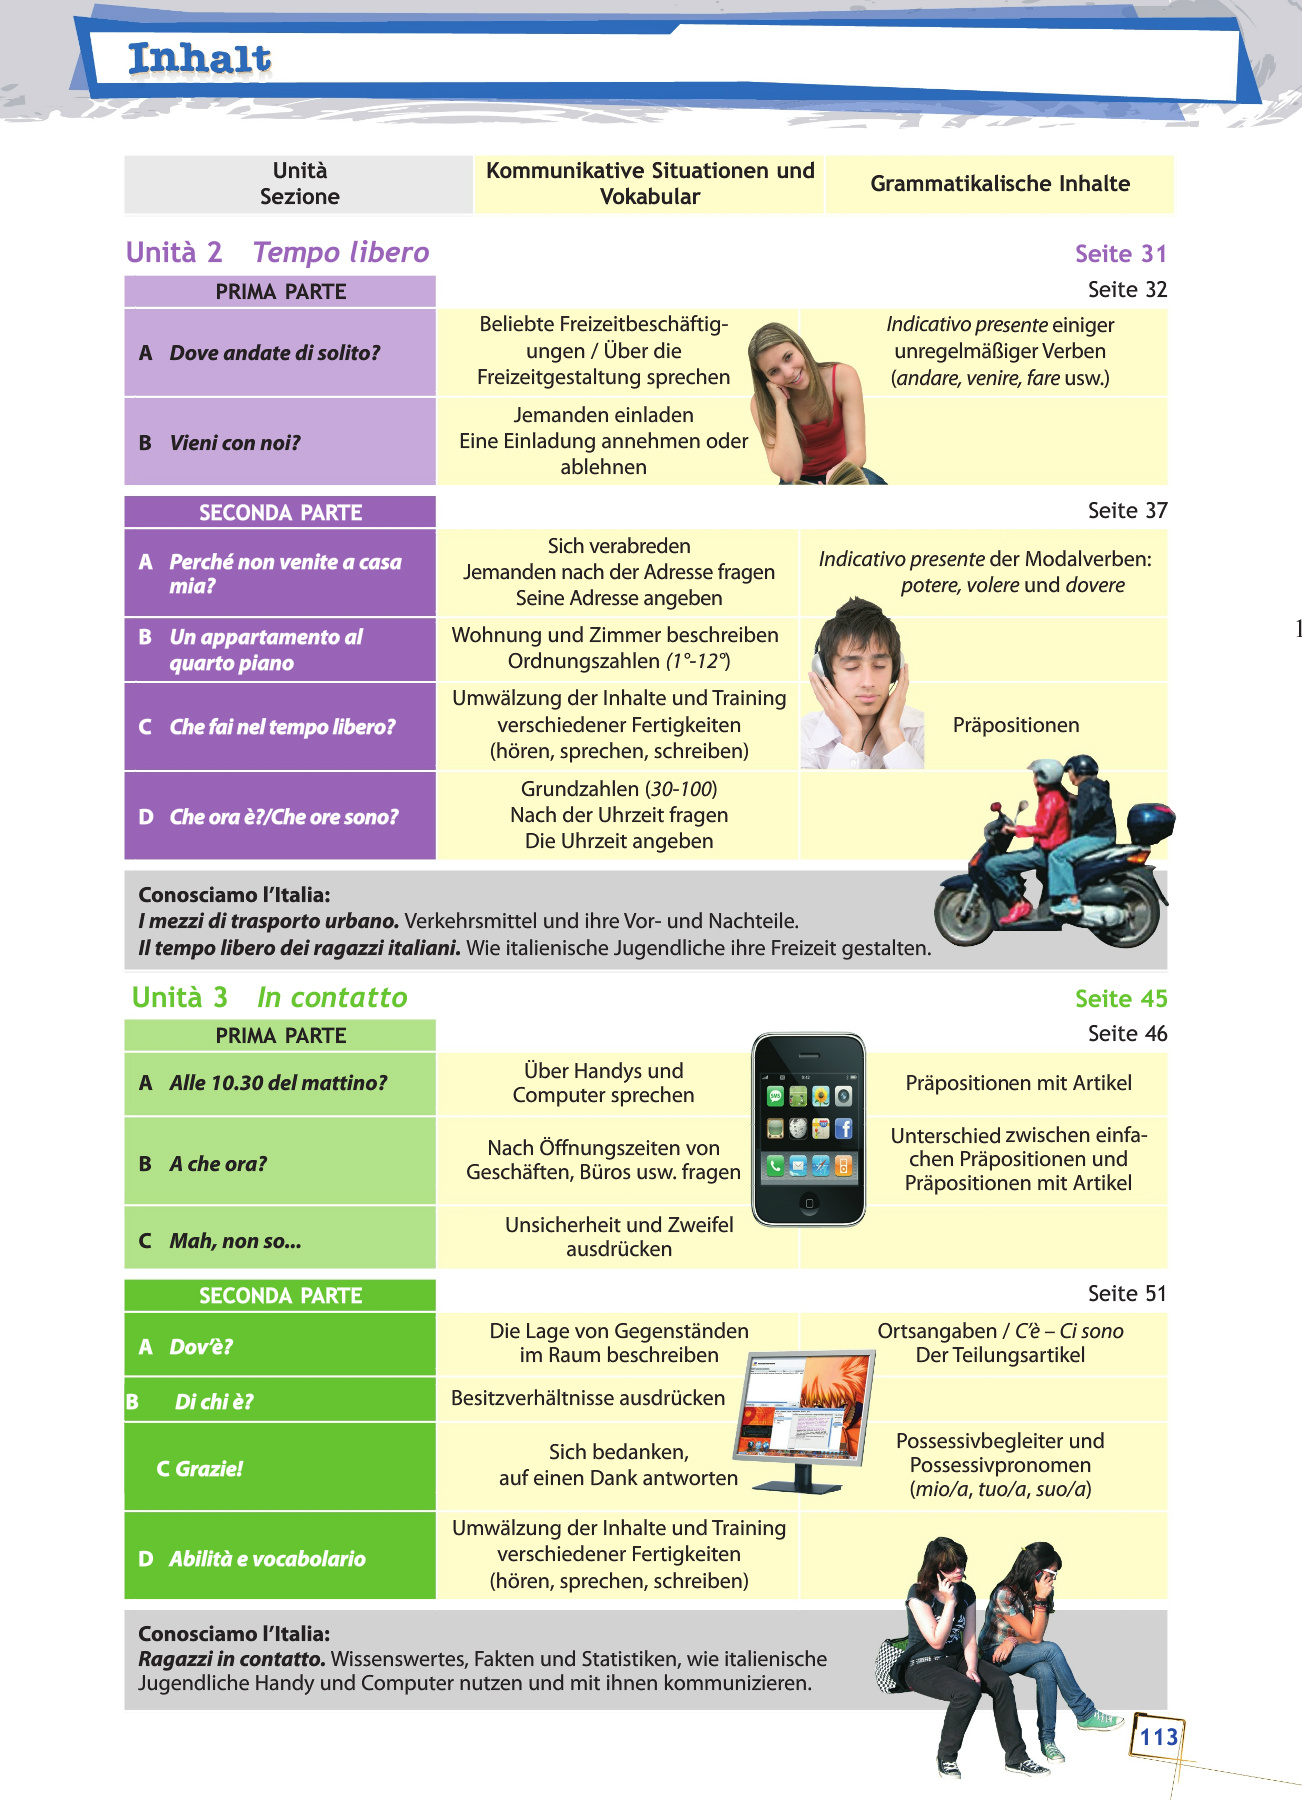 Inhalt
Unità
Sezione
Kommunikative Situationen und
Vokabular
Grammatikalische Inhalte
Unità 2 Tempo libero Seite 31
PRIMA PARTE Seite 32
A Dove andate di solito?
Beliebte Freizeitbeschäftig-
ungen / Über die
Freizeitgestaltung sprechen
Indicativo presente einiger
unregelmäßiger Verben
(andare, venire, fare usw.)
B Vieni con noi?
Jemanden einladen
Eine Einladung annehmen oder
ablehnen
SECONDA PARTE Seite 37
A Perché non venite a casa
mia?
Sich verabreden
Jemanden nach der Adresse fragen
Seine Adresse angeben
Indicativo presente der Modalverben:
potere, volere und dovere
B Un appartamento al
quarto piano
Wohnung und Zimmer beschreiben
Ordnungszahlen (1°-12°)
1
C Che fai nel tempo libero?
Umwälzung der Inhalte und Training
verschiedener Fertigkeiten
(hören, sprechen, schreiben)
Präpositionen
D Che ora è?/Che ore sono?
Grundzahlen (30-100)
Nach der Uhrzeit fragen
Die Uhrzeit angeben
Conosciamo l'Italia:
I mezzi di trasporto urbano. Verkehrsmittel und ihre Vor- und Nachteile.
Il tempo libero dei ragazzi italiani. Wie italienische Jugendliche ihre Freizeit gestalten.
Unità 3 In contatto Seite 45
PRIMA PARTE Seite 46
A Alle 10.30 del mattino?
Über Handys und
Computer sprechen
Präpositionen mit Artikel
B A che ora?
Nach Öffnungszeiten von
Geschäften, Büros usw. fragen
Unterschied zwischen einfa-
chen Präpositionen und
Präpositionen mit Artikel
C Mah, non so...
Unsicherheit und Zweifel
ausdrücken
SECONDA PARTE Seite 51
A Dov'è?
Die Lage von Gegenständen
im Raum beschreiben
Ortsangaben / C'è – Ci sono
Der Teilungsartikel
B Di chi è?
Besitzverhältnisse ausdrücken
C Grazie!
Sich bedanken,
auf einen Dank antworten
Possessivbegleiter und
Possessivpronomen
(mio/a, tuo/a, suo/a)
D Abilità e vocabolario
Umwälzung der Inhalte und Training
verschiedener Fertigkeiten
(hören, sprechen, schreiben)
Conosciamo l'Italia:
Ragazzi in contatto. Wissenswertes, Fakten und Statistiken, wie italienische
Jugendliche Handy und Computer nutzen und mit ihnen kommunizieren.
113